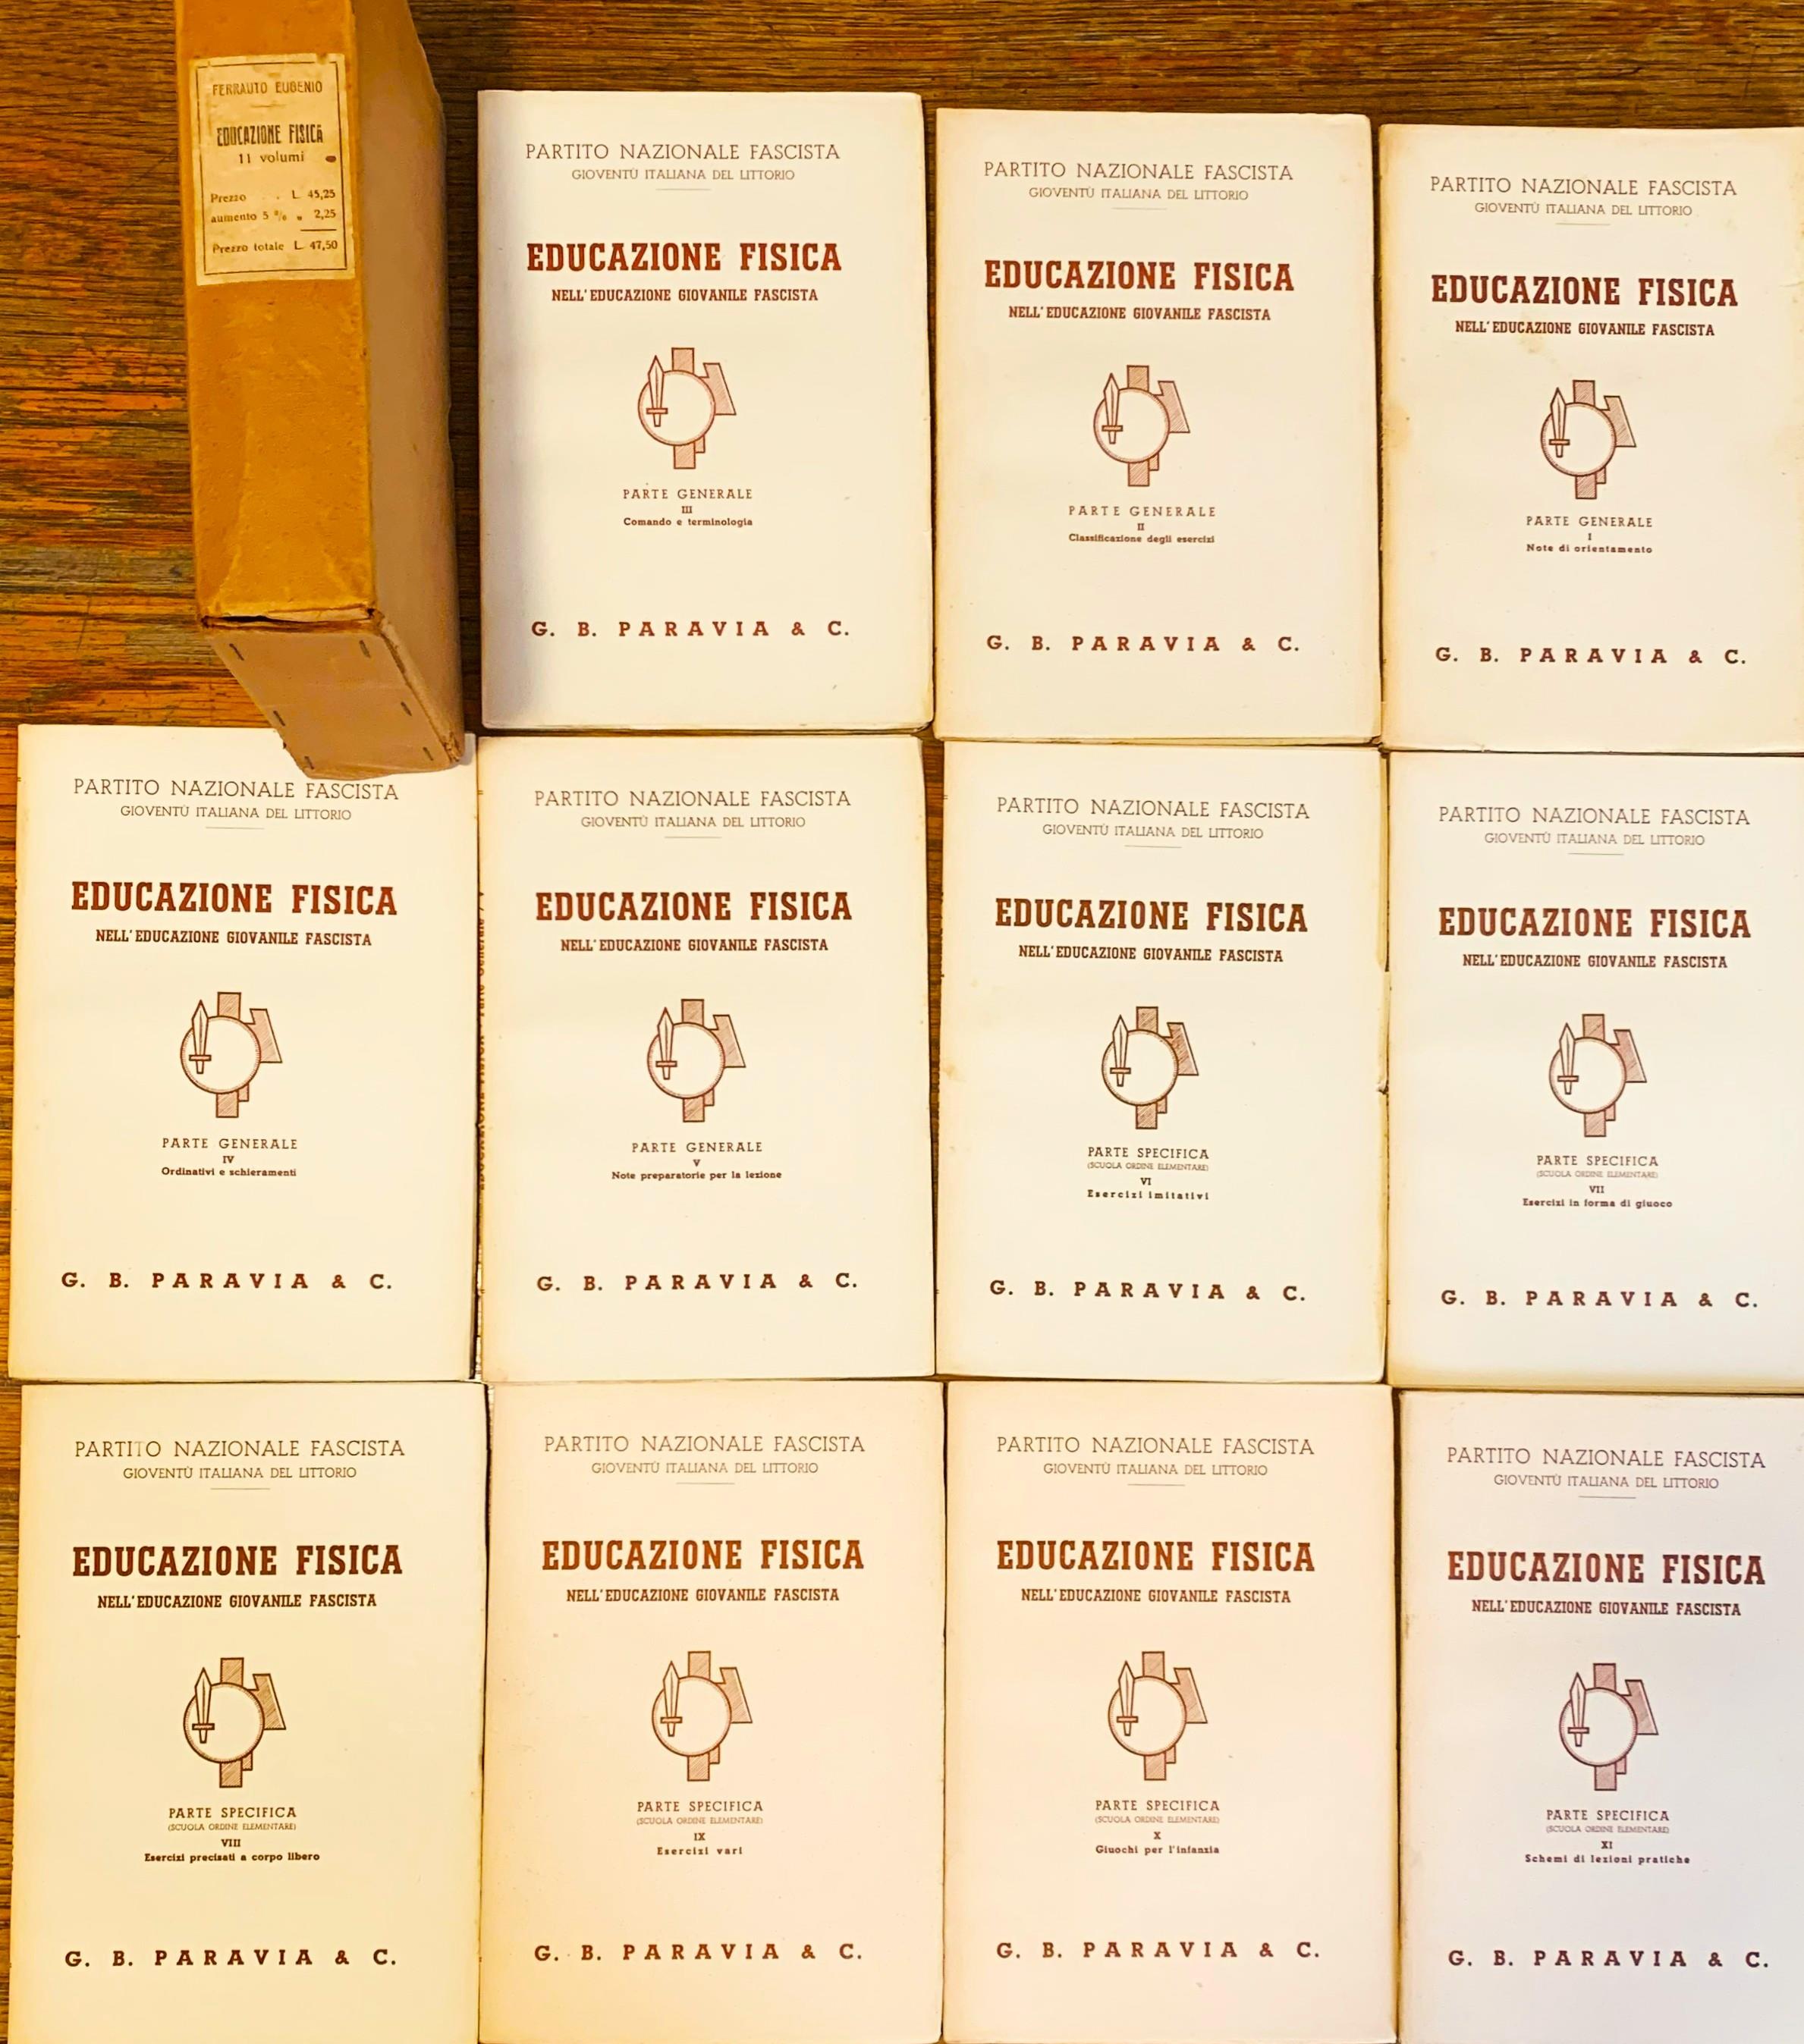 FERRAUTO EUGENIO
EDUCAZIONE FISICA
11 volumi
Prezzo . . L. 45,25
aumento 5 % „ 2,25
Prezzo totale L. 47,50
PARTITO NAZIONALE FASCISTA
GIOVENTÙ ITALIANA DEL LITTORIO
EDUCAZIONE FISICA
NELL'EDUCAZIONE GIOVANILE FASCISTA
PARTE GENERALE
III
Comando e terminologia
G. B. PARAVIA & C.
PARTITO NAZIONALE FASCISTA
GIOVENTÙ ITALIANA DEL LITTORIO
EDUCAZIONE FISICA
NELL'EDUCAZIONE GIOVANILE FASCISTA
PARTE GENERALE
II
Classificazione degli esercizi
G. B. PARAVIA & C.
PARTITO NAZIONALE FASCISTA
GIOVENTÙ ITALIANA DEL LITTORIO
EDUCAZIONE FISICA
NELL'EDUCAZIONE GIOVANILE FASCISTA
PARTE GENERALE
I
Note di orientamento
G. B. PARAVIA & C.
PARTITO NAZIONALE FASCISTA
GIOVENTÙ ITALIANA DEL LITTORIO
EDUCAZIONE FISICA
NELL'EDUCAZIONE GIOVANILE FASCISTA
PARTE GENERALE
IV
Ordinativi e schieramenti
G. B. PARAVIA & C.
PARTITO NAZIONALE FASCISTA
GIOVENTÙ ITALIANA DEL LITTORIO
EDUCAZIONE FISICA
NELL'EDUCAZIONE GIOVANILE FASCISTA
PARTE GENERALE
V
Note preparatorie per la lezione
G. B. PARAVIA & C.
PARTITO NAZIONALE FASCISTA
GIOVENTÙ ITALIANA DEL LITTORIO
EDUCAZIONE FISICA
NELL'EDUCAZIONE GIOVANILE FASCISTA
PARTE SPECIFICA
(SCUOLA ORDINE ELEMENTARE)
VI
Esercizi imitativi
G. B. PARAVIA & C.
PARTITO NAZIONALE FASCISTA
GIOVENTÙ ITALIANA DEL LITTORIO
EDUCAZIONE FISICA
NELL'EDUCAZIONE GIOVANILE FASCISTA
PARTE SPECIFICA
(SCUOLA ORDINE ELEMENTARE)
VII
Esercizi in forma di giuoco
G. B. PARAVIA & C.
PARTITO NAZIONALE FASCISTA
GIOVENTÙ ITALIANA DEL LITTORIO
EDUCAZIONE FISICA
NELL'EDUCAZIONE GIOVANILE FASCISTA
PARTE SPECIFICA
(SCUOLA ORDINE ELEMENTARE)
VIII
Esercizi precisati a corpo libero
G. B. PARAVIA & C.
PARTITO NAZIONALE FASCISTA
GIOVENTÙ ITALIANA DEL LITTORIO
EDUCAZIONE FISICA
NELL'EDUCAZIONE GIOVANILE FASCISTA
PARTE SPECIFICA
(SCUOLA ORDINE ELEMENTARE)
IX
Esercizi vari
G. B. PARAVIA & C.
PARTITO NAZIONALE FASCISTA
GIOVENTÙ ITALIANA DEL LITTORIO
EDUCAZIONE FISICA
NELL'EDUCAZIONE GIOVANILE FASCISTA
PARTE SPECIFICA
(SCUOLA ORDINE ELEMENTARE)
X
Giuochi per l'infanzia
G. B. PARAVIA & C.
PARTITO NAZIONALE FASCISTA
GIOVENTÙ ITALIANA DEL LITTORIO
EDUCAZIONE FISICA
NELL'EDUCAZIONE GIOVANILE FASCISTA
PARTE SPECIFICA
(SCUOLA ORDINE ELEMENTARE)
XI
Schemi di lezioni pratiche
G. B. PARAVIA & C.